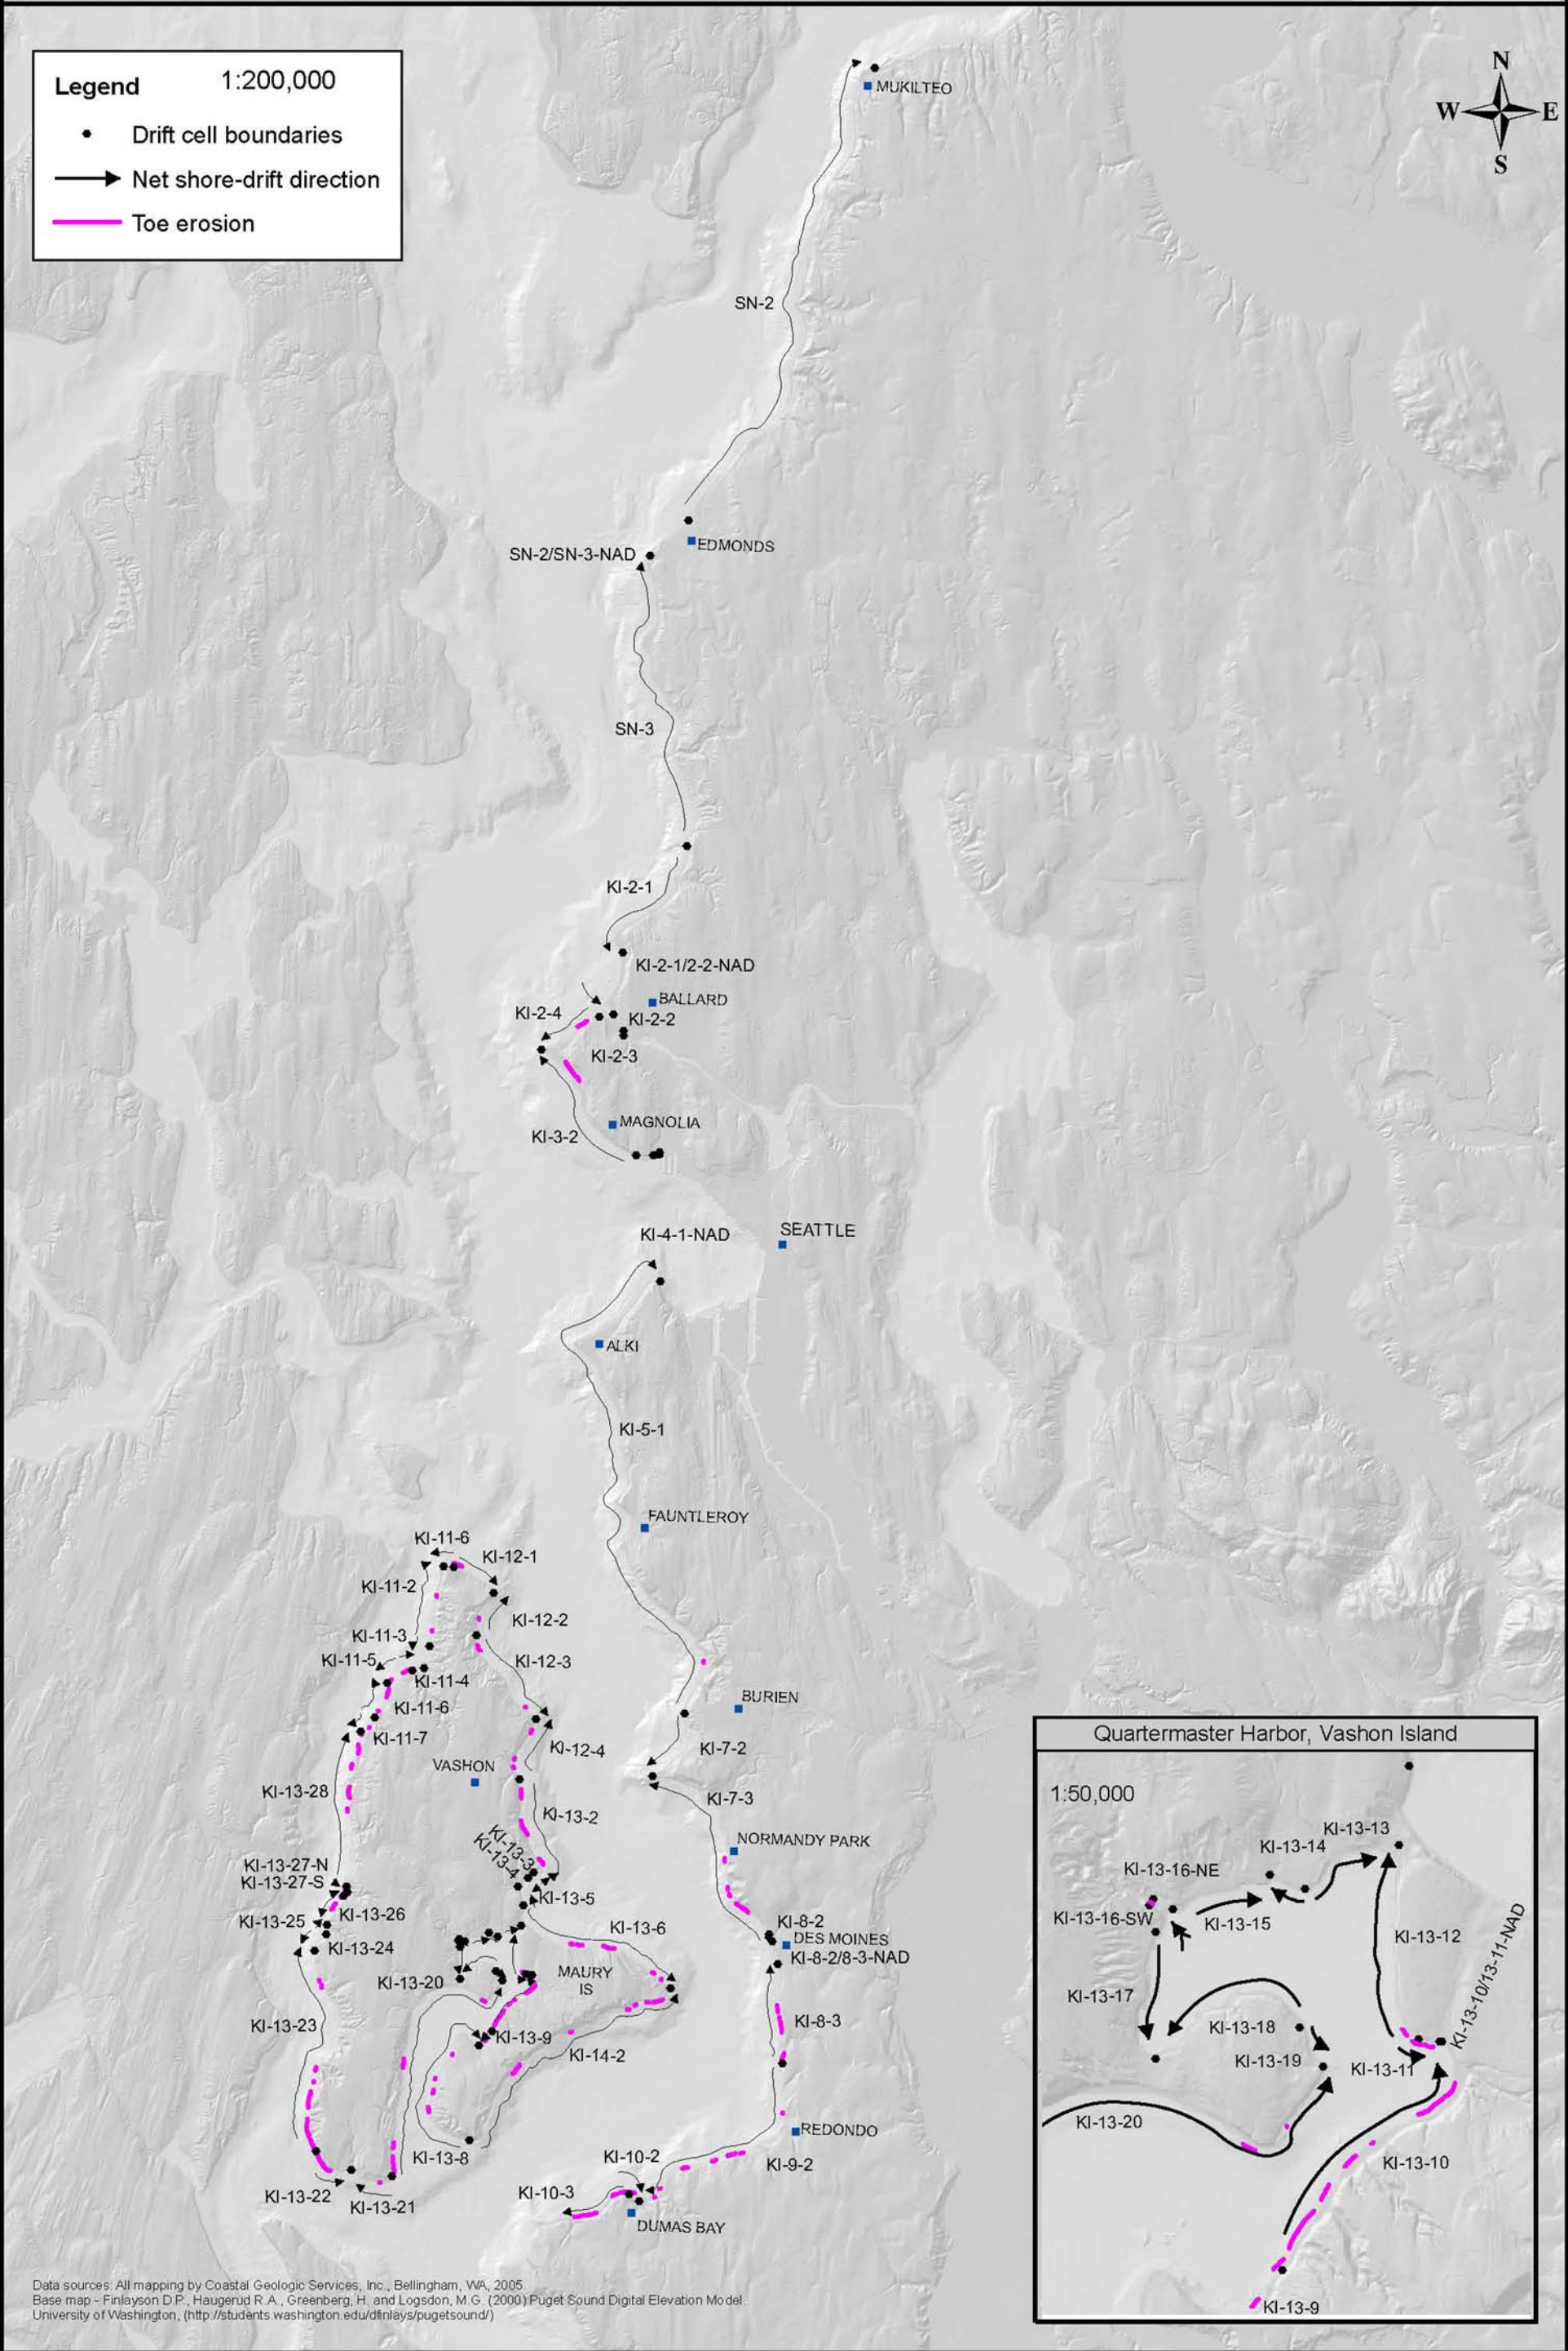 Legend 1:200,000
Drift cell boundaries
Net shore-drift direction
Toe erosion
N
W E
S
MUKILTEO
SN-2
EDMONDS
SN-2/SN-3-NAD
SN-3
KI-2-1
KI-2-1/2-2-NAD
BALLARD
KI-2-4
KI-2-2
KI-2-3
MAGNOLIA
KI-3-2
KI-4-1-NAD
SEATTLE
ALKI
KI-5-1
FAUNTLEROY
KI-11-6
KI-12-1
KI-11-2
KI-12-2
KI-11-3
KI-11-5
KI-12-3
KI-11-4
KI-11-6
KI-11-7
BURIEN
KI-7-2
KI-12-4
VASHON
KI-13-28
KI-7-3
KI-13-2
KI-13-3
KI-13-4
NORMANDY PARK
KI-13-27-N
KI-13-27-S
KI-13-5
KI-13-26
KI-13-25
KI-13-6
KI-8-2
DES MOINES
KI-8-2/8-3-NAD
KI-13-24
KI-13-20
MAURY
IS
KI-13-23
KI-8-3
KI-13-9
KI-14-2
REDONDO
KI-13-8
KI-10-2
KI-9-2
KI-10-3
KI-13-22
KI-13-21
DUMAS BAY
Quartermaster Harbor, Vashon Island
1:50,000
KI-13-13
KI-13-14
KI-13-16-NE
KI-13-16-SW
KI-13-15
KI-13-12
KI-13-10/13-11-NAD
KI-13-17
KI-13-18
KI-13-19
KI-13-11
KI-13-20
KI-13-10
KI-13-9
Data sources: All mapping by Coastal Geologic Services, Inc., Bellingham, WA, 2005.
Base map - Finlayson D.P., Haugerud R.A., Greenberg, H. and Logsdon, M.G. (2000) Puget Sound Digital Elevation Model.
University of Washington, (http://students.washington.edu/dfinlays/pugetsound/)